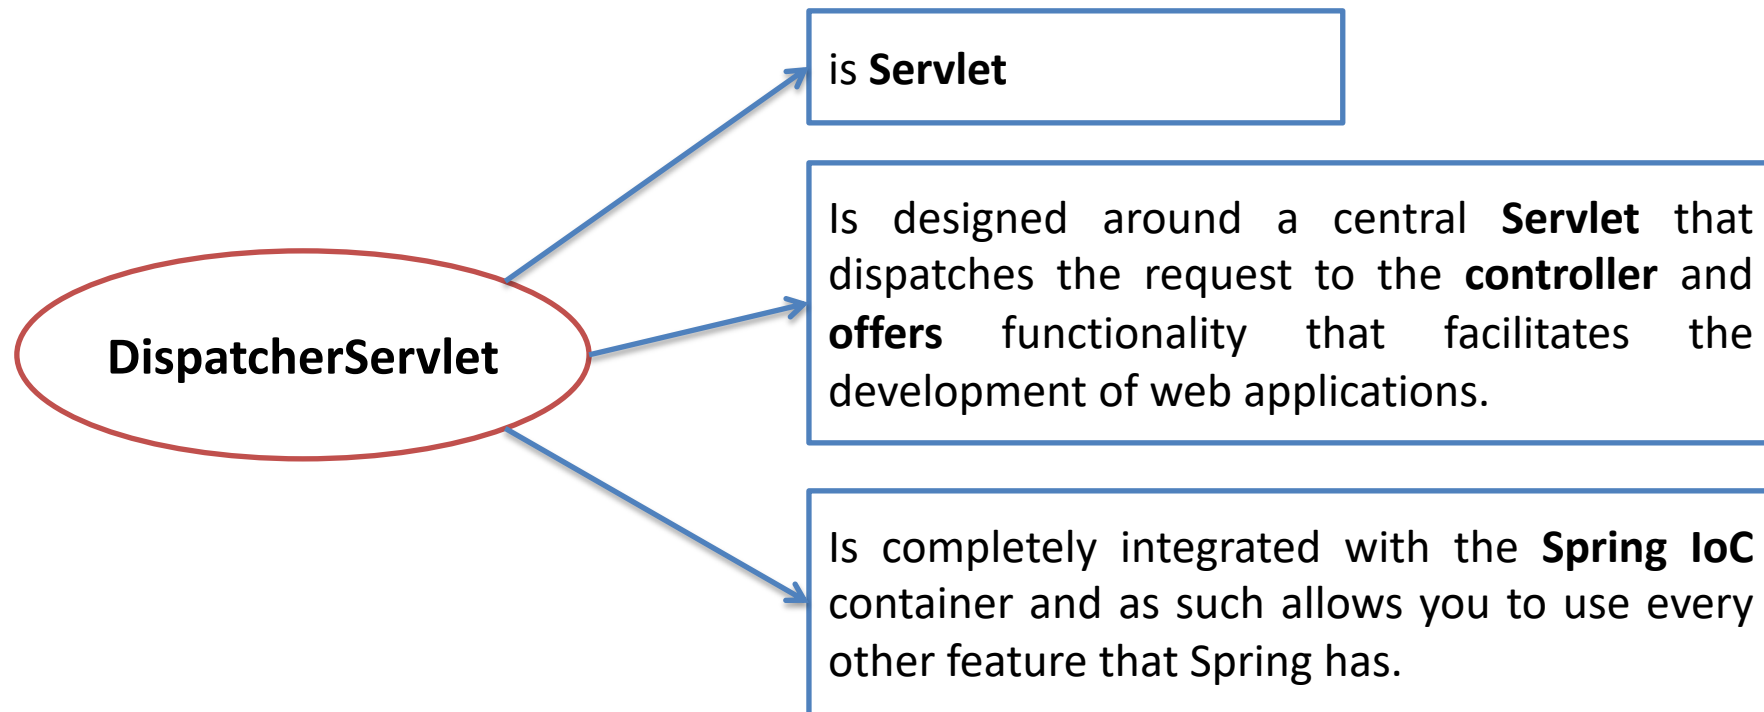 is Servlet
Is designed around a central Servlet that
dispatches the request to the controller and
offers functionality that facilitates the
development of web applications.
DispatcherServlet
Is completely integrated with the Spring IoC
container and as such allows you to use every
other feature that Spring has.